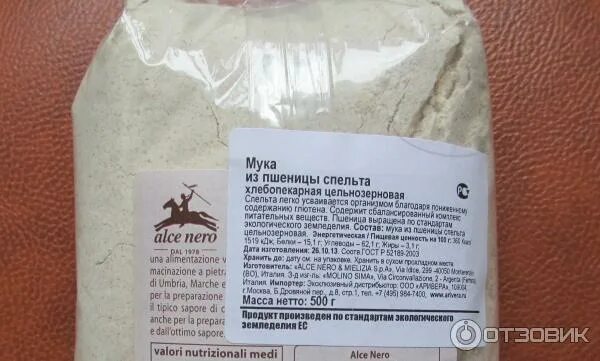 Мука
из пшеницы спельта
хлебопекарная цельнозерновая
Спельта легко усваивается организмом благодаря пониженному
содержанию глютена. Содержит сбалансированный комплекс
питательных веществ. Пшеница выращена по стандартам
экологического земледелия. Состав: мука из пшеницы спельта
цельнозерновая. Энергетическая / Пищевая ценность на 100 г: 360 Ккал/
1519 кДж, Белки – 15,1 г; Углеводы – 62,1 г; Жиры – 3,1 г.
Дата изготовления: 26.10.13. Соответствует ГОСТ Р 52189-2003
Хранить до: дату см. на упаковке. Хранить в сухом прохладном месте
Изготовитель: «ALCE NERO & MIELIZIA S.p.A», Via Idice, 299 -40050
(BO), Италия. З-д изг-ль: «MOLINO SIMA», Via Circonvallazione, 2 - Argenta (Ferrara),
Италия. Импортер: Эксклюзивный дистрибьютор: ООО «АРИВЕРА»,
г.Москва, Б.Дровяной пер., д.8, стр.1, тел. +7 (495) 984-7400, www.arivera.ru
Масса нетто: 500 г
Продукт произведен по стандартам экологического
земледелия ЕС
РС
alce nero
DAL 1978
una alimentazione
macinazione a pietra
di Umbria, Marche e
per la preparazione
il tipico sapore di c
anche per la prepara
e dall'ottimo sapore.
valori nutrizionali medi
Alce Nero
ОТЗОВИК